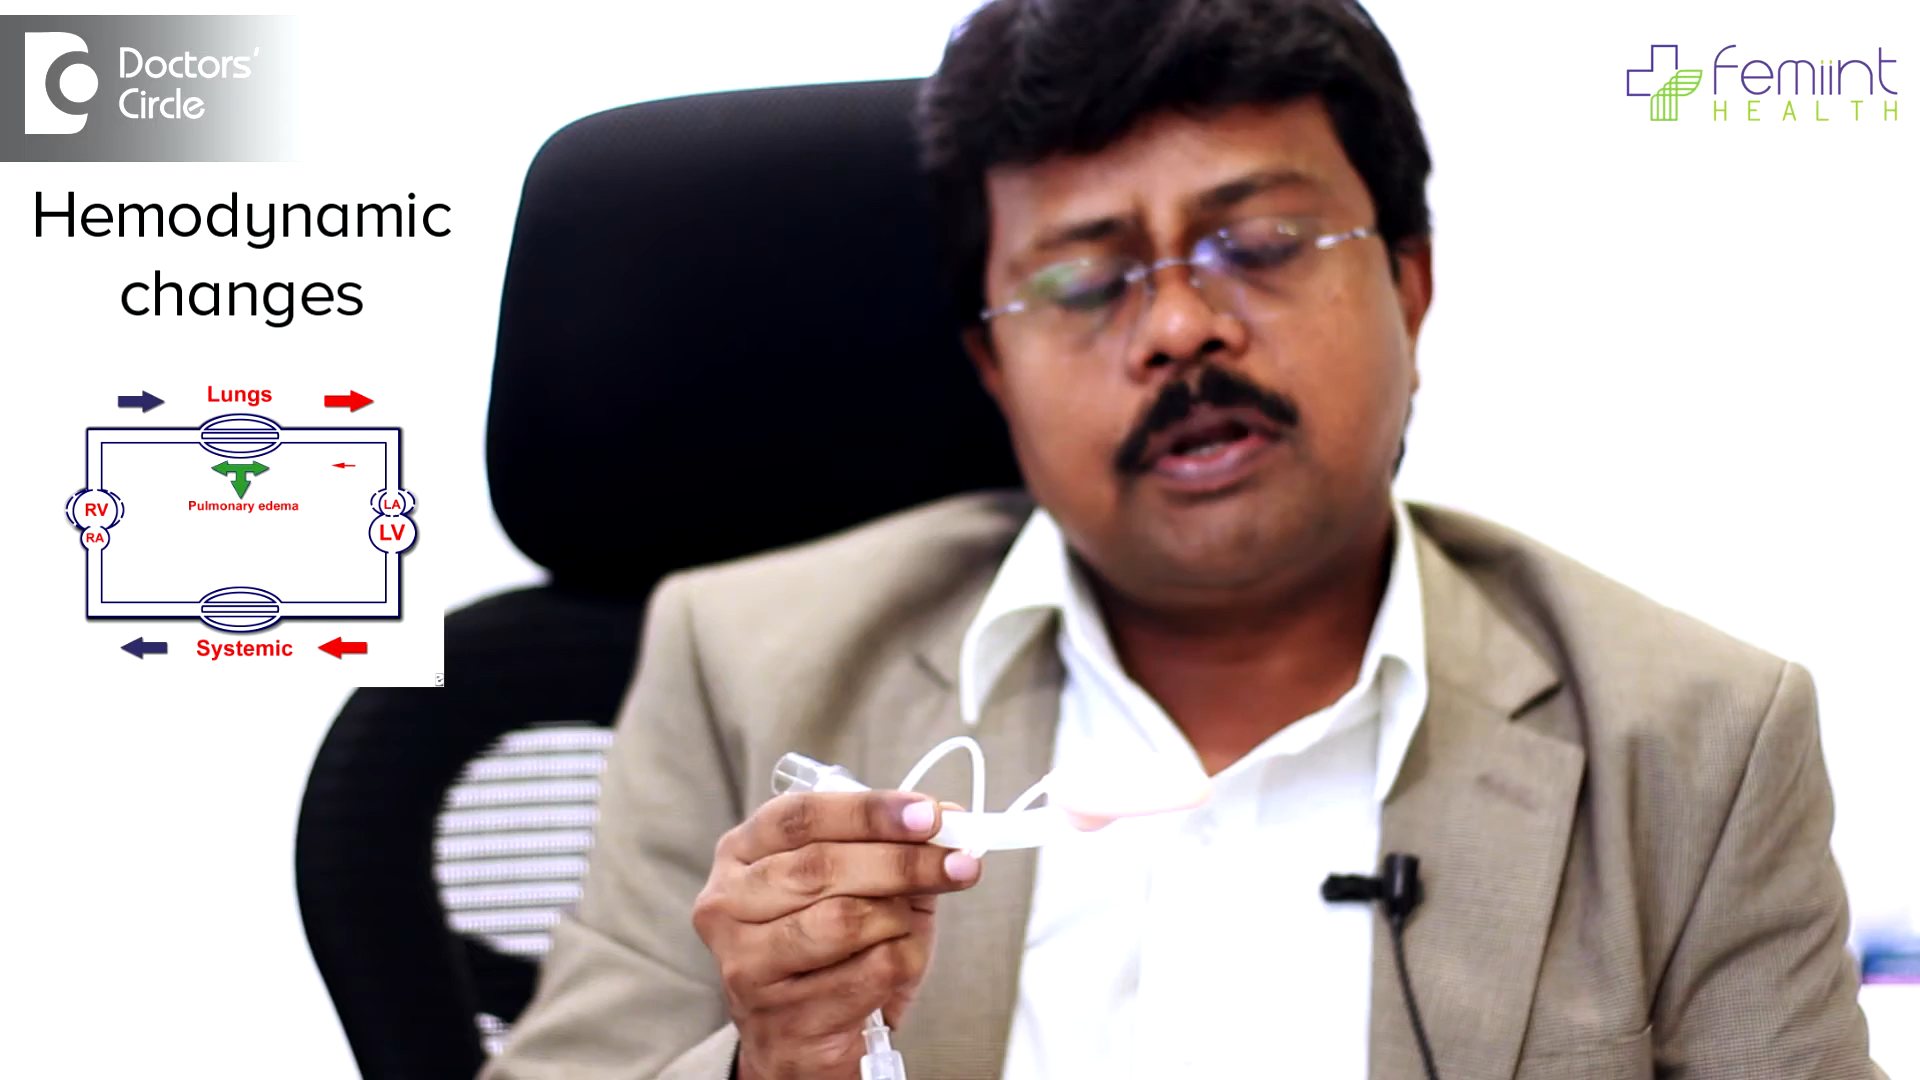 Doctors'
Circle
femiint
HEALTH
Hemodynamic
changes
Lungs
Pulmonary edema
RV
LA
RA
LV
Systemic